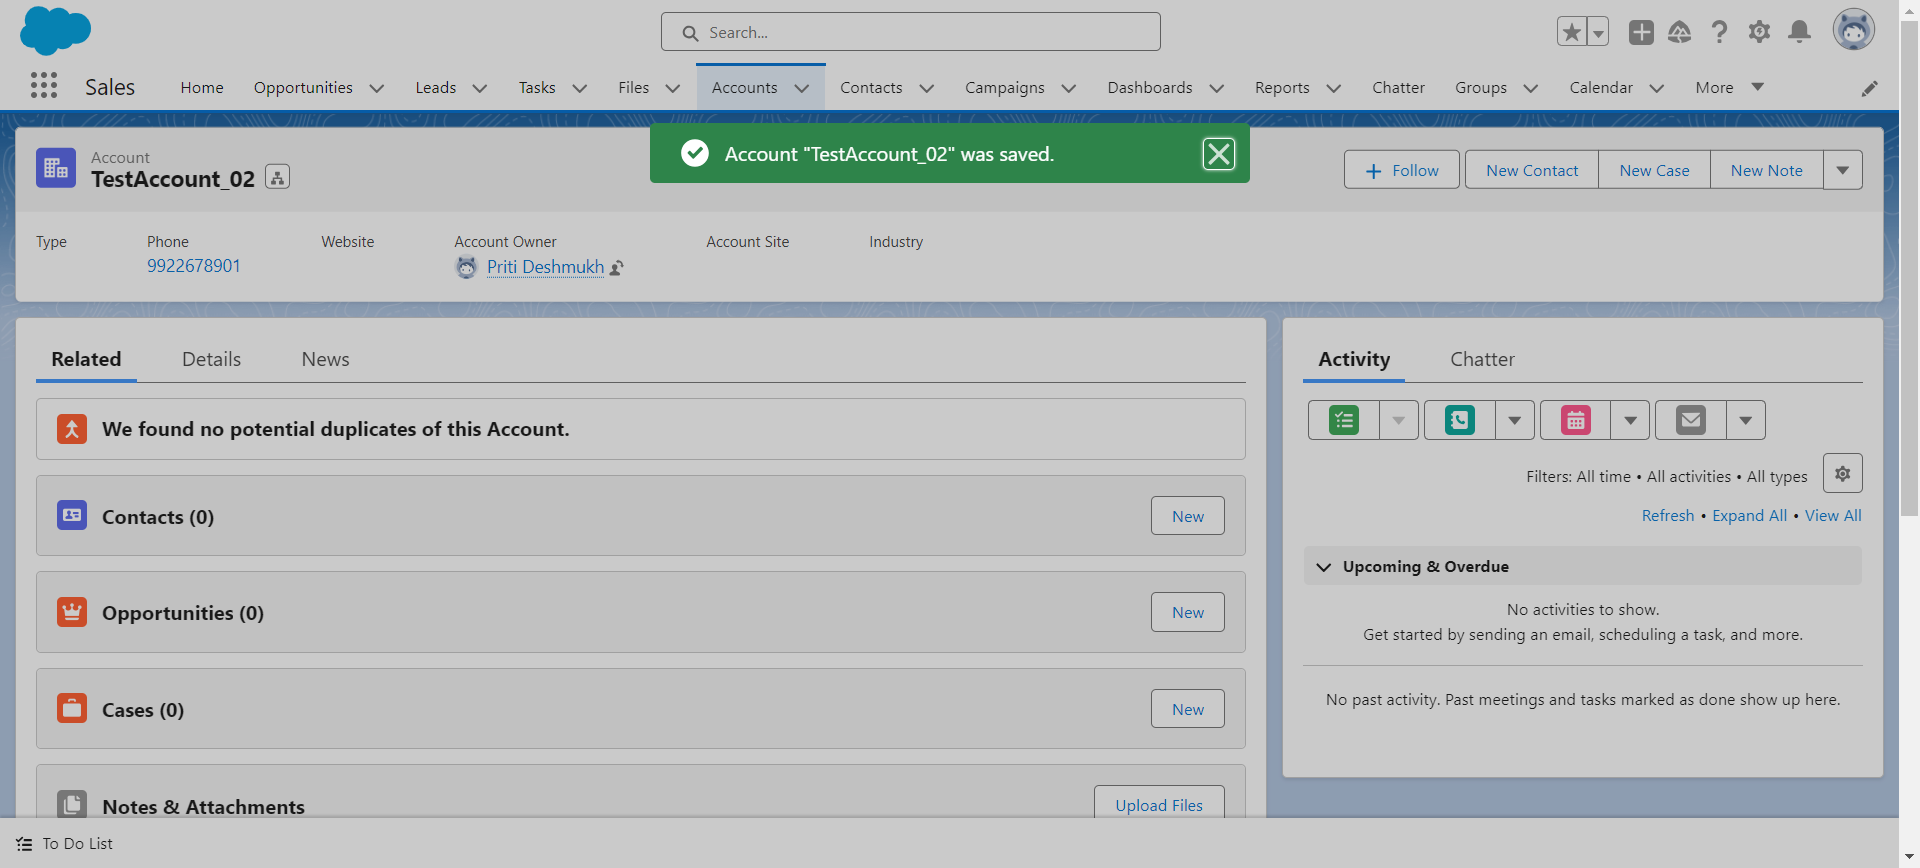 Search...
Sales
Home
Opportunities
Leads
Tasks
Files
Accounts
Contacts
Campaigns
Dashboards
Reports
Chatter
Groups
Calendar
More
Account "TestAccount_02" was saved.
Account
TestAccount_02
Follow
New Contact
New Case
New Note
Type
Phone
Website
Account Owner
Account Site
Industry
9922678901
Priti Deshmukh
Related
Details
News
We found no potential duplicates of this Account.
Contacts (0)
New
Opportunities (0)
New
Cases (0)
New
Notes & Attachments
Upload Files
Activity
Chatter
Filters: All time • All activities • All types
Refresh • Expand All • View All
Upcoming & Overdue
No activities to show.
Get started by sending an email, scheduling a task, and more.
No past activity. Past meetings and tasks marked as done show up here.
To Do List